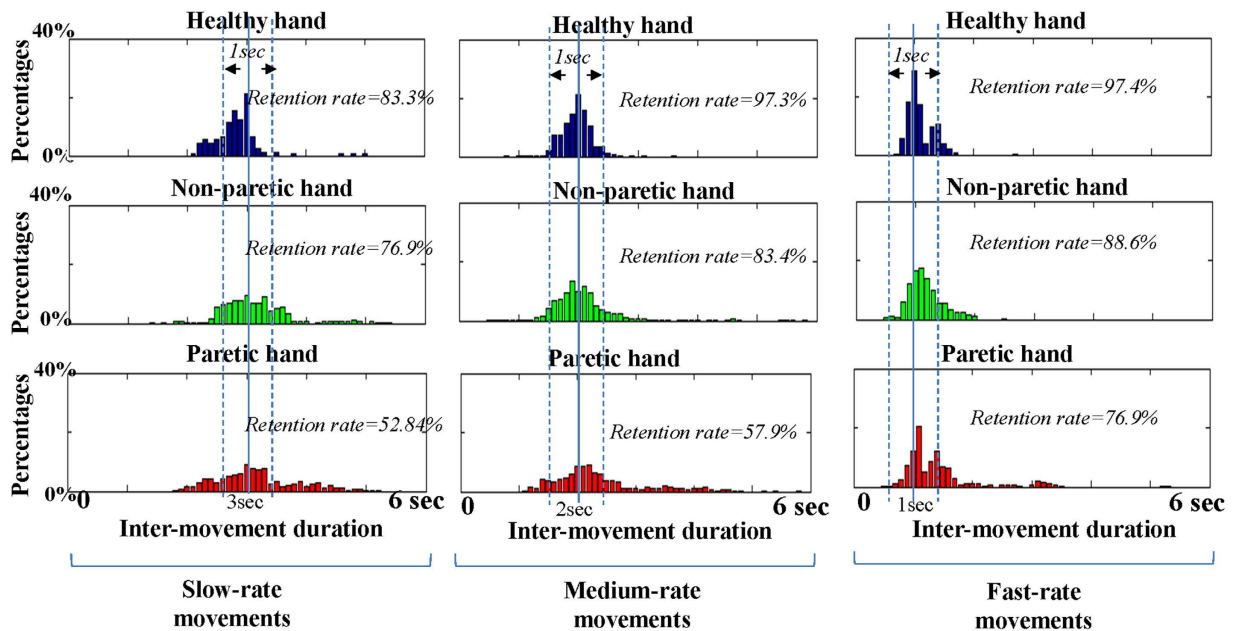 Healthy hand
Healthy hand
Healthy hand
40%
Percentages
0%
1sec
Retention rate=83.3%
1sec
Retention rate=97.3%
1sec
Retention rate=97.4%
Non-paretic hand
Non-paretic hand
Non-paretic hand
40%
Percentages
0%
Retention rate=76.9%
Retention rate=83.4%
Retention rate=88.6%
Paretic hand
Paretic hand
Paretic hand
40%
Percentages
0%
Retention rate=52.84%
Retention rate=57.9%
Retention rate=76.9%
0
3sec
6 sec
0
2sec
6 sec
0
1sec
6 sec
Inter-movement duration
Inter-movement duration
Inter-movement duration
Slow-rate
movements
Medium-rate
movements
Fast-rate
movements